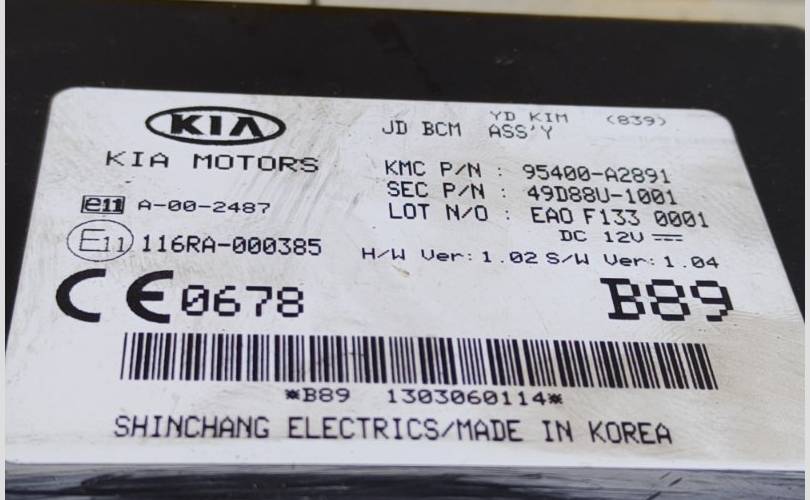 KIA
KIA MOTORS
YD KIM (839)
JD BCM ASS'Y
KMC P/N : 95400-A2891
SEC P/N : 49D88U-1001
LOT N/O : EAO F133 0001
DC 12V
H/W Ver: 1.02 S/W Ver: 1.04
e11 A-00-2487
E11 116RA-000385
CE0678
B89
*B89 1303060114*
SHINCHANG ELECTRICS/MADE IN KOREA